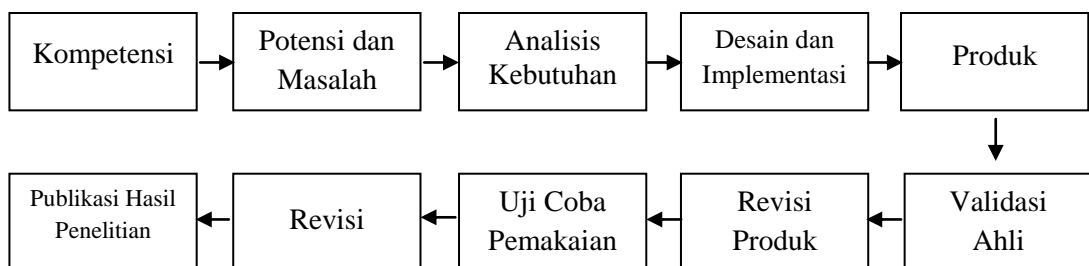 Kompetensi
Potensi dan
Masalah
Analisis
Kebutuhan
Desain dan
Implementasi
Produk
Validasi
Ahli
Revisi
Produk
Uji Coba
Pemakaian
Revisi
Publikasi Hasil
Penelitian